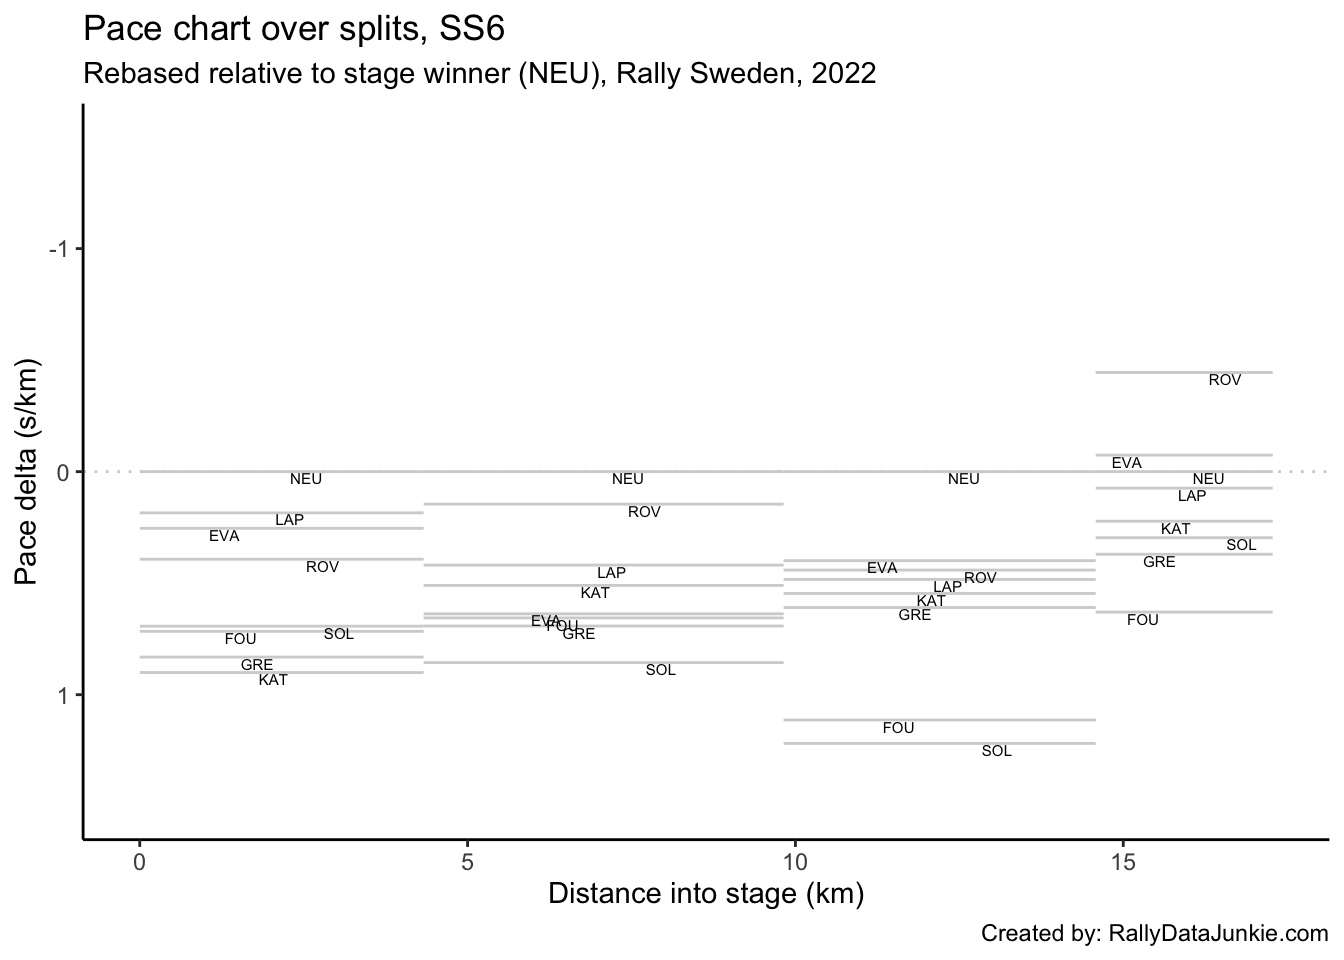 Pace chart over splits, SS6
Rebased relative to stage winner (NEU), Rally Sweden, 2022
Pace delta (s/km)
-1
0
1
ROV
EVA
NEU
NEU
NEU
NEU
LAP
LAP
ROV
KAT
EVA
SOL
ROV
LAP
EVA
ROV
GRE
KAT
LAP
KAT
EVA
FOU
GRE
GRE
FOU
FOU
SOL
GRE
SOL
KAT
FOU
SOL
0
5
10
15
Distance into stage (km)
Created by: RallyDataJunkie.com